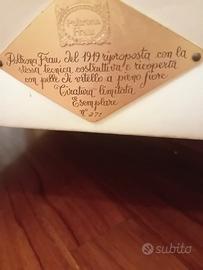 Poltrona
Frau
Poltrona Frau del 1919 riproposta con la
stessa tecnica costruttiva e ricoperta
con pelle di vitello a pieno fiore
Tiratura limitata
Esemplare
N° 271
subito